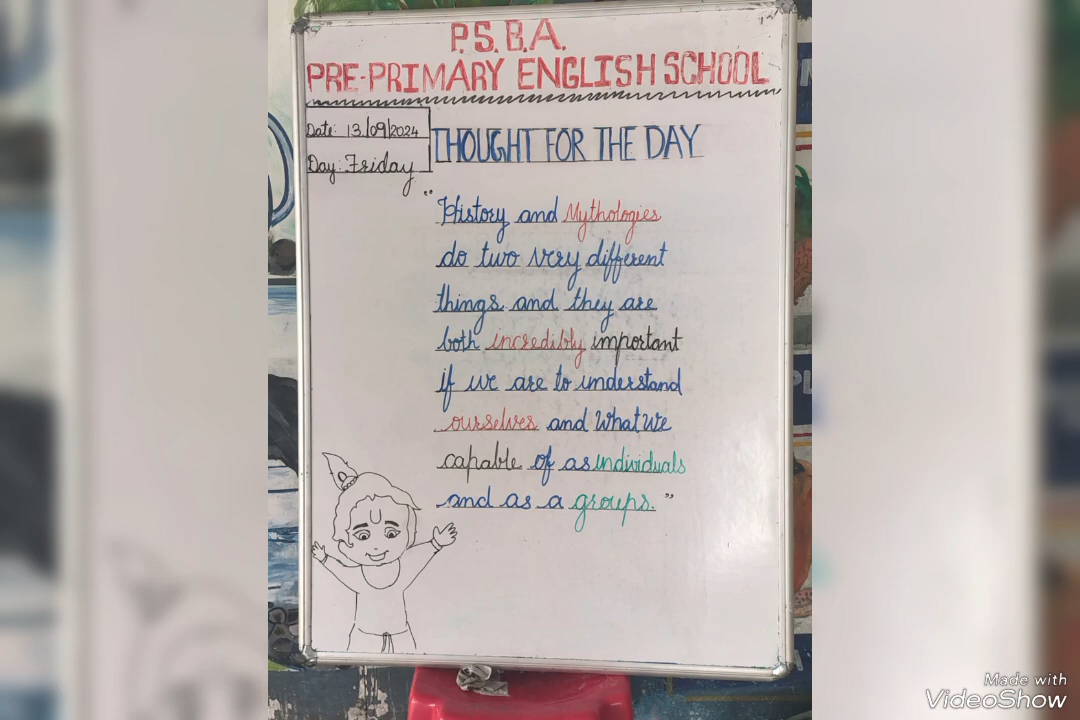 P.S.B.A.
PRE-PRIMARY ENGLISH SCHOOL
Date: 13/09/2024
Day: Friday
THOUGHT FOR THE DAY
"History and Mythologies
do two very different
things and they are
both incredibly important
if we are to understand
ourselves and what we
capable of as individuals
and as a groups."
Made with
VideoShow